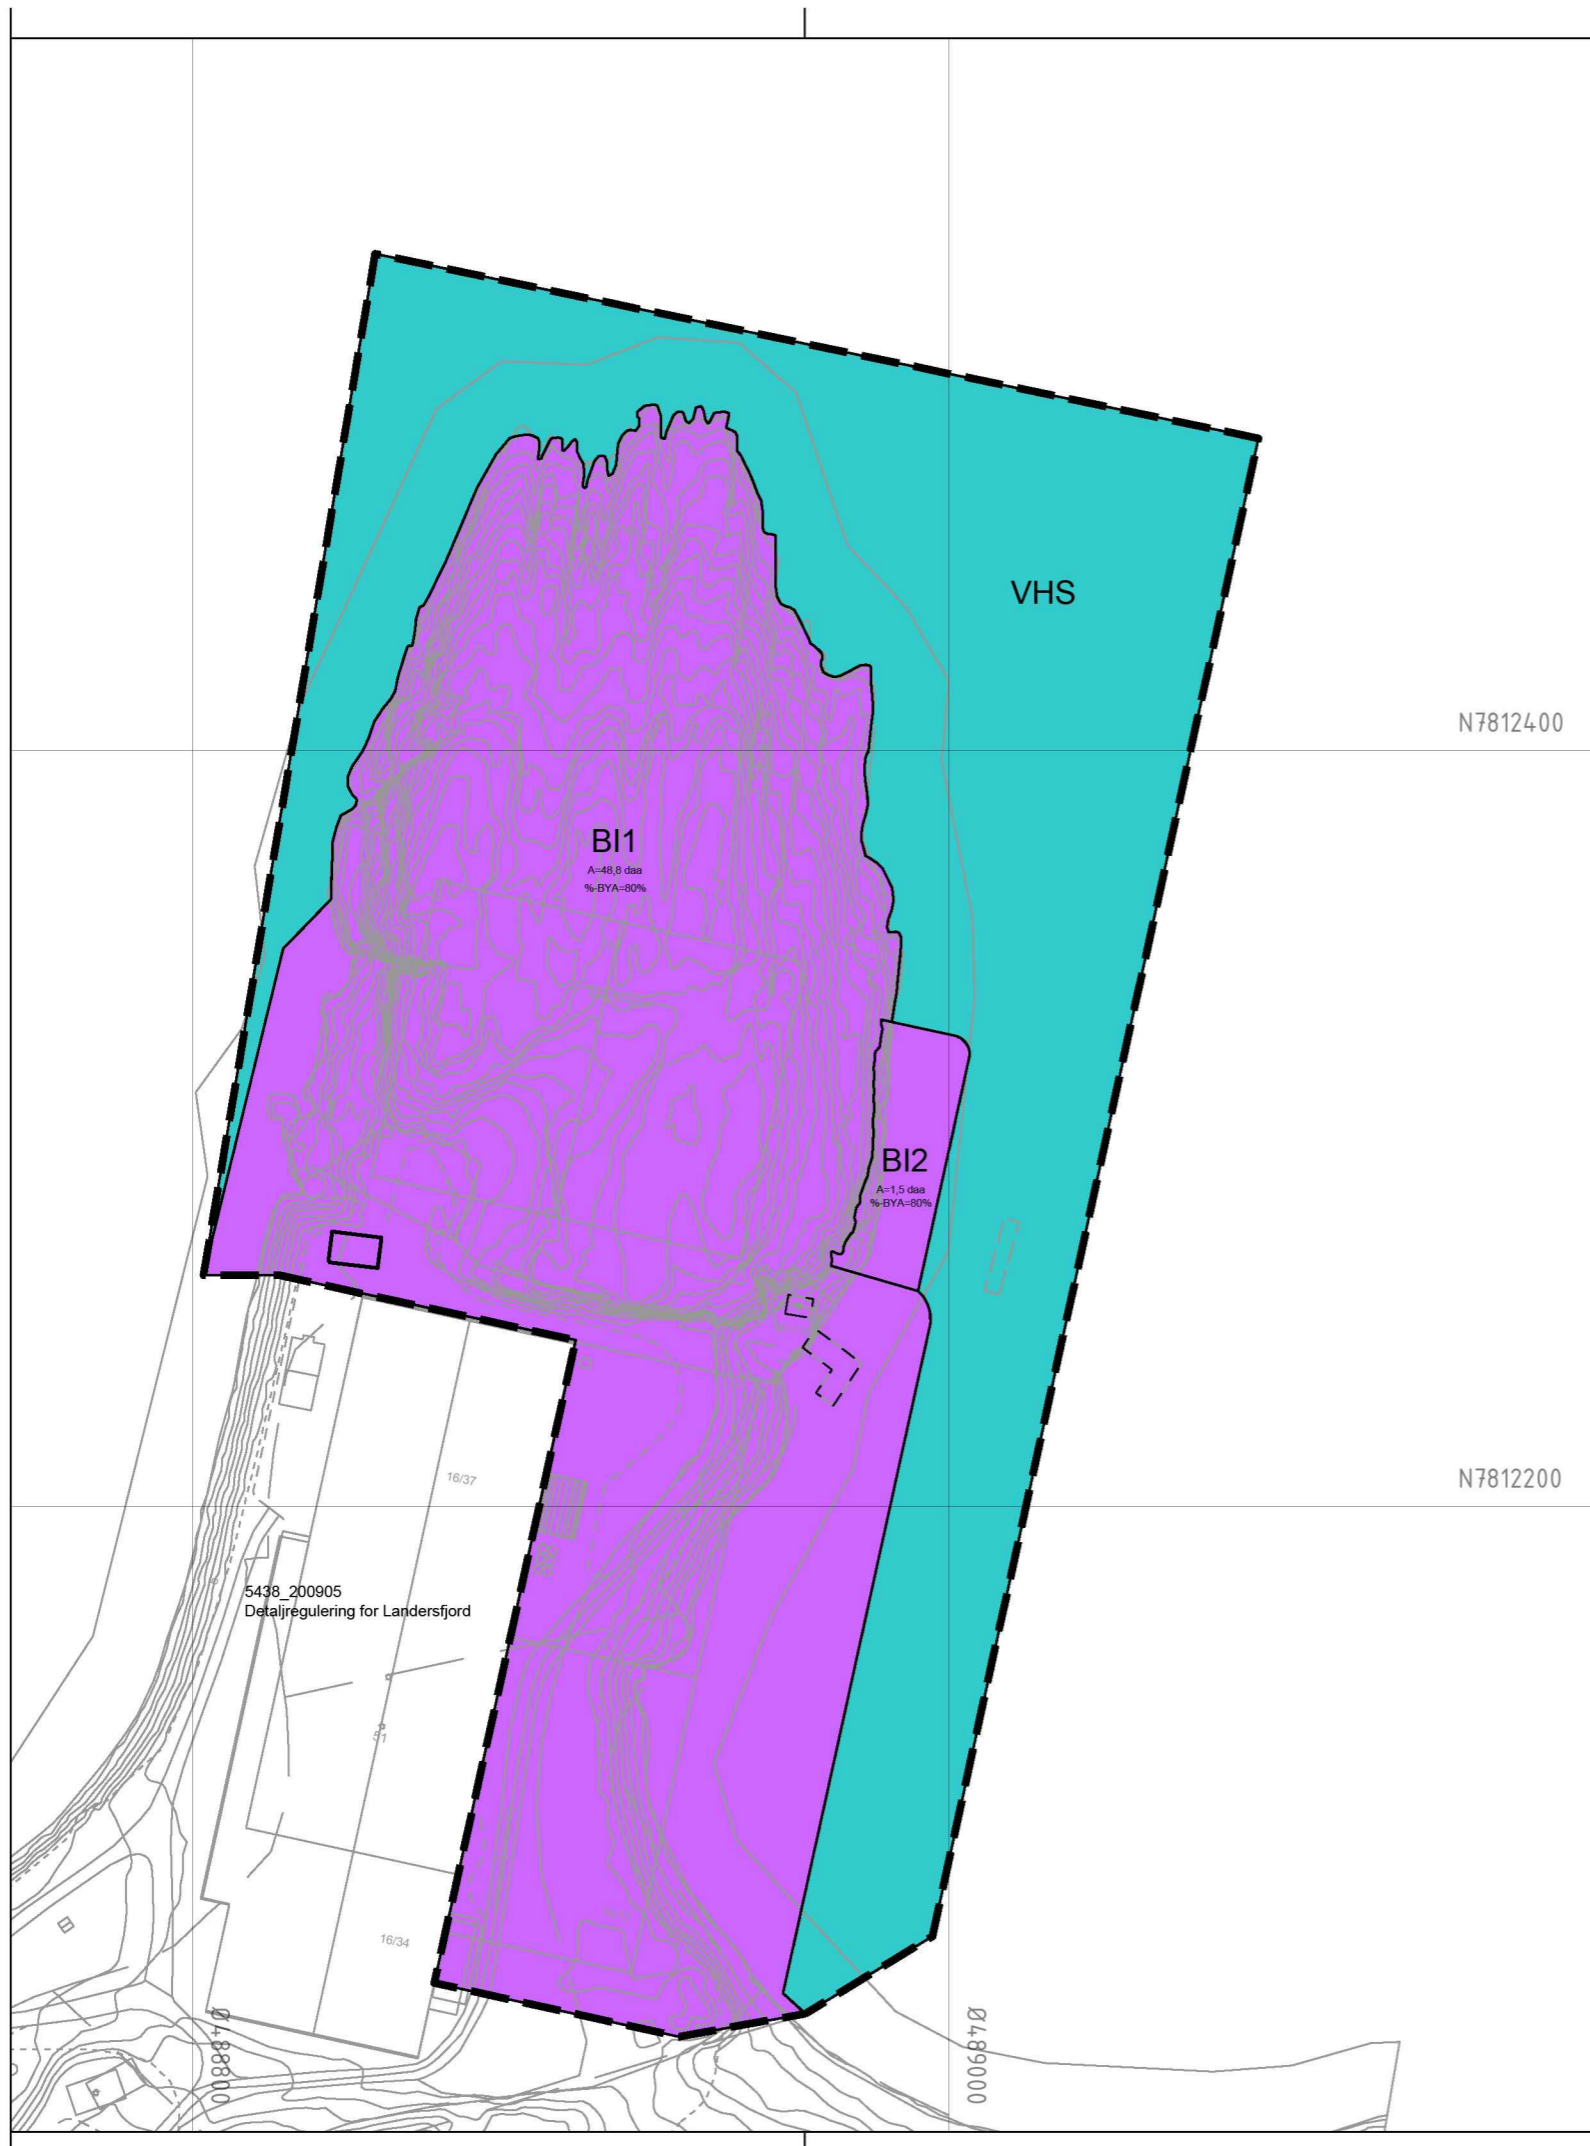 VHS
N7812400
BI1
A=48,8 daa
%-BYA=80%
BI2
A=1,5 daa
%-BYA=80%
16/37
N7812200
5438_200905
Detaljregulering for Landersfjord
51
16/34
Ø488800
Ø489000